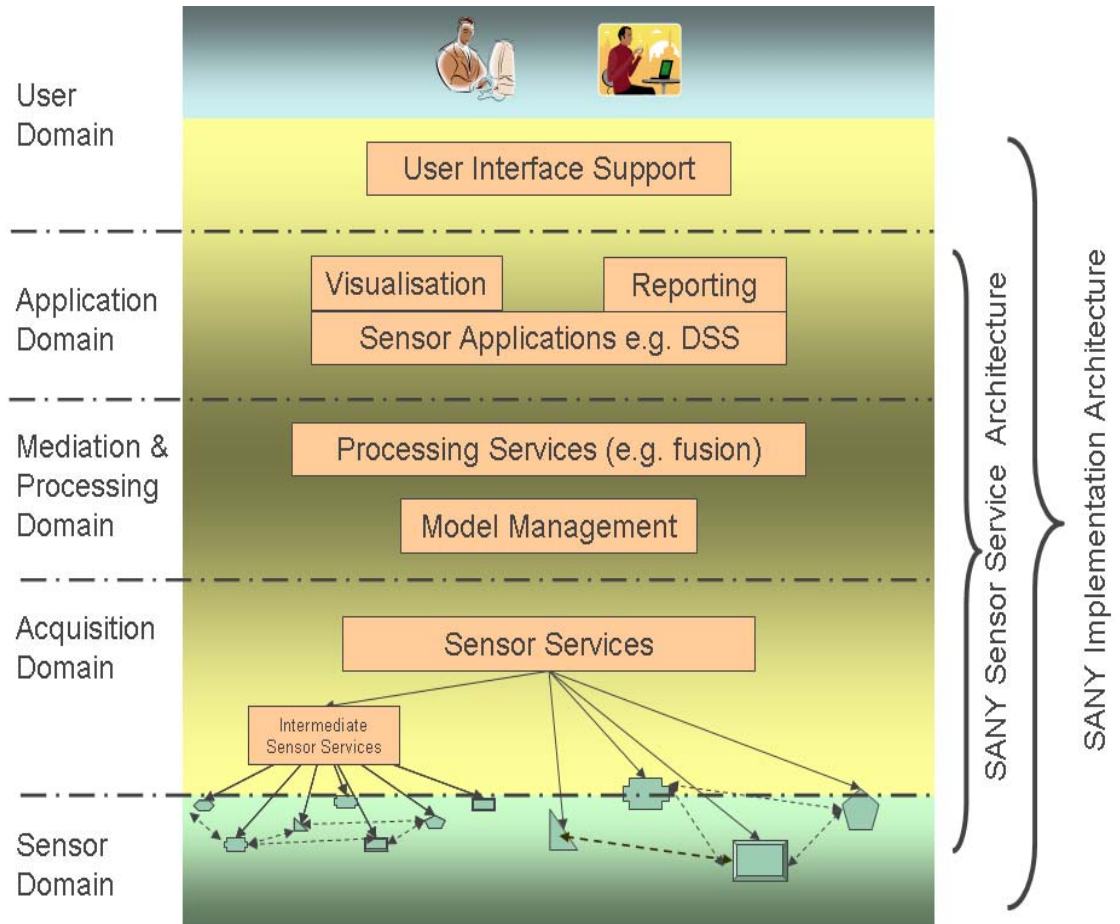 User
Domain
User Interface Support
Application
Domain
Visualisation
Reporting
Sensor Applications e.g. DSS
Mediation &
Processing
Domain
Processing Services (e.g. fusion)
Model Management
Acquisition
Domain
Sensor Services
Intermediate
Sensor Services
Sensor
Domain
SANY Sensor Service Architecture
SANY Implementation Architecture